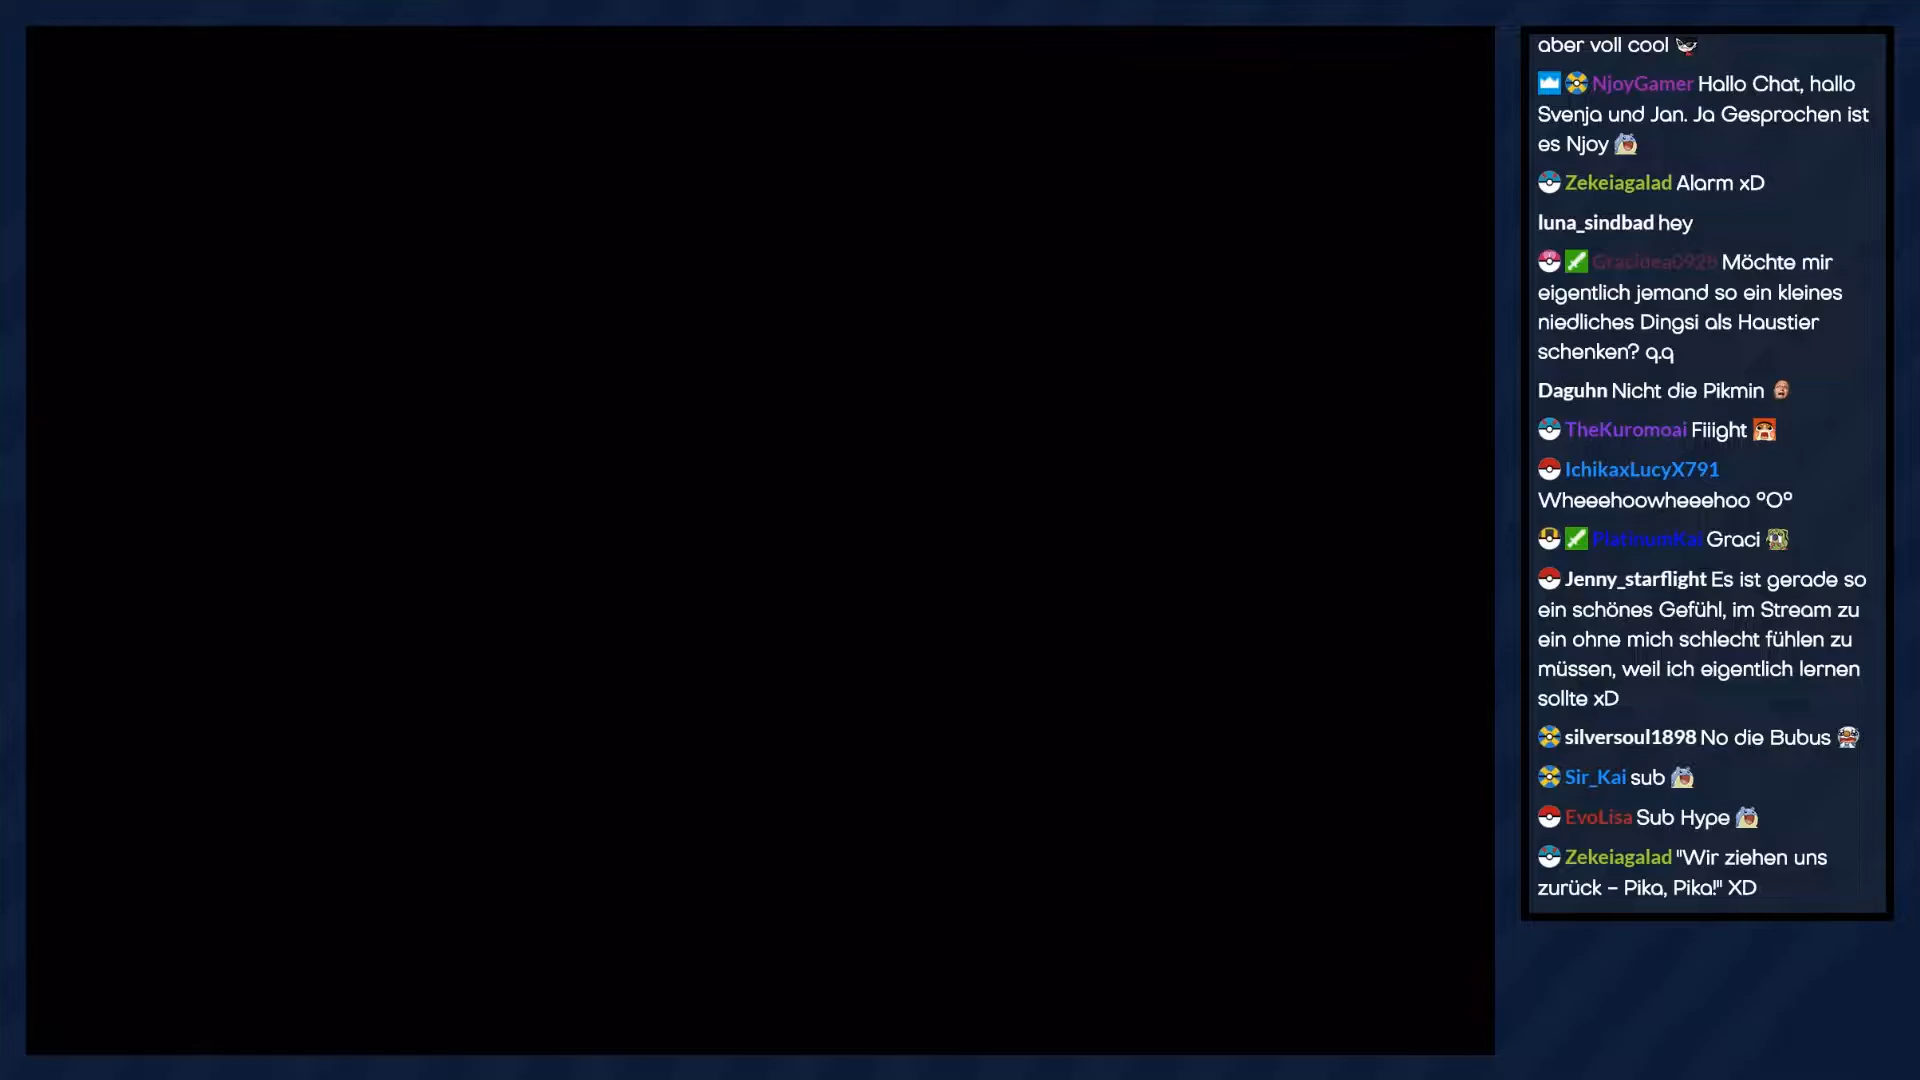 aber voll cool
NjoyGamer Hallo Chat, hallo
Svenja und Jan. Ja Gesprochen ist
es Njoy
Zekeiagalad Alarm xD
luna_sindbad hey
Gracidea0925 Möchte mir
eigentlich jemand so ein kleines
niedliches Dingsi als Haustier
schenken? q.q
Daguhn Nicht die Pikmin
TheKuromoai Fiiight
IchikaxLucyX791
Wheeehoowheeehoo °O°
PlatinumKai Graci
Jenny_starflight Es ist gerade so
ein schönes Gefühl, im Stream zu
ein ohne mich schlecht fühlen zu
müssen, weil ich eigentlich lernen
sollte xD
silversoul1898 No die Bubus
Sir_Kai sub
EvoLisa Sub Hype
Zekeiagalad "Wir ziehen uns
zurück – Pika, Pika!" XD